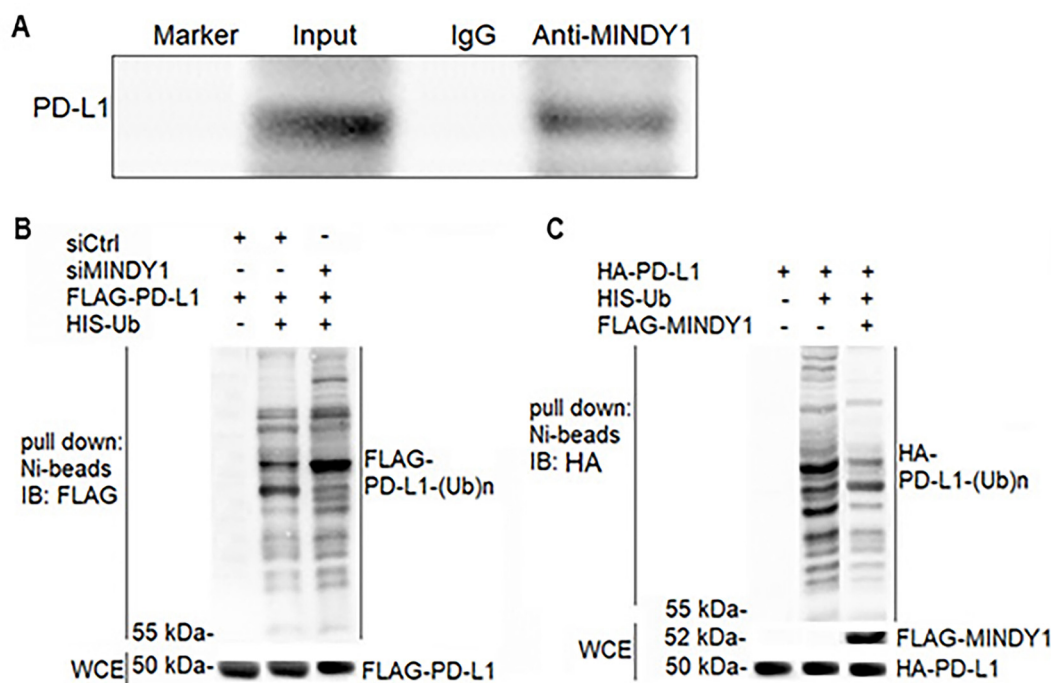 A
Marker Input IgG Anti-MINDY1
PD-L1
B
siCtrl + + -
siMINDY1 - - +
FLAG-PD-L1 + + +
HIS-Ub - + +
pull down:
Ni-beads
IB: FLAG
FLAG-
PD-L1-(Ub)n
55 kDa-
WCE 50 kDa- FLAG-PD-L1
C
HA-PD-L1 + + +
HIS-Ub - + +
FLAG-MINDY1 - - +
pull down:
Ni-beads
IB: HA
HA-
PD-L1-(Ub)n
55 kDa-
52 kDa- FLAG-MINDY1
WCE
50 kDa- HA-PD-L1